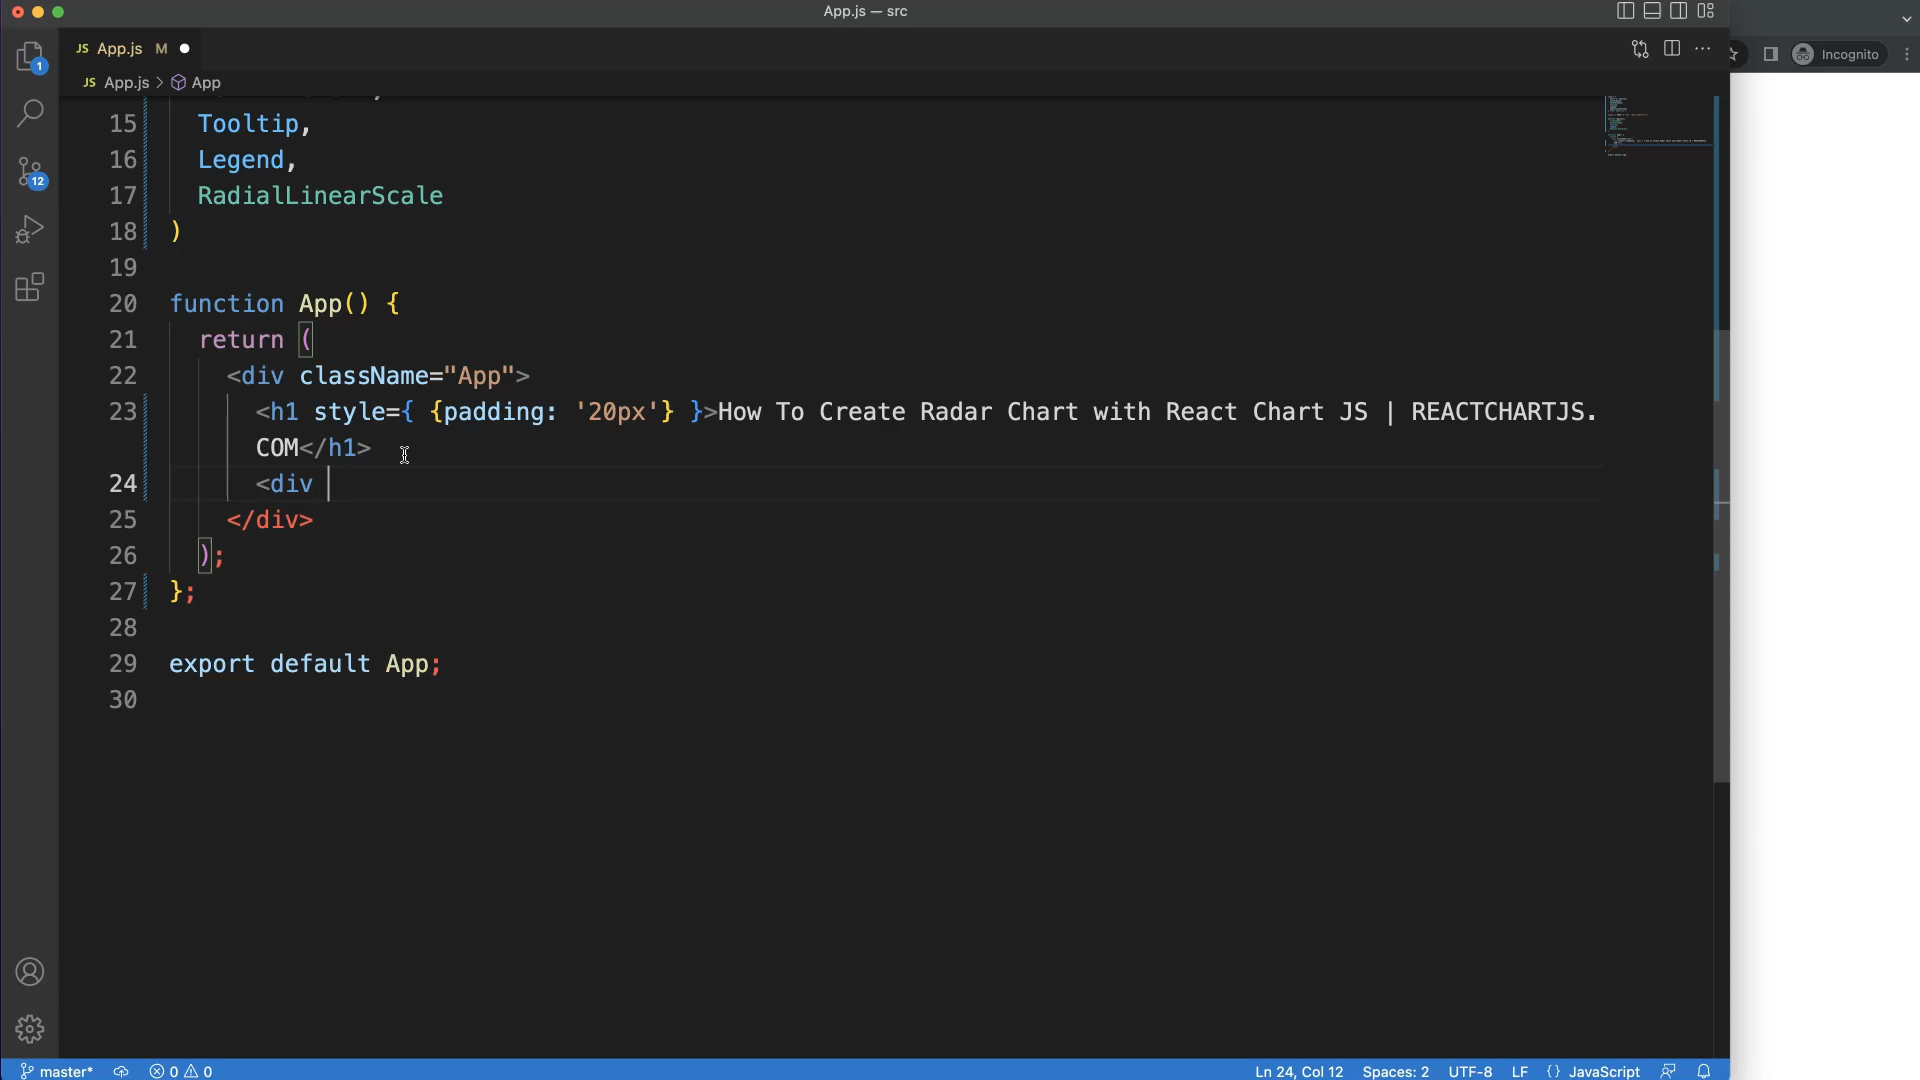 App.js — src
JS App.js M
Incognito
JS App.js > App
1
12
15 Tooltip,
16 Legend,
17 RadialLinearScale
18 )
19
20 function App() {
21 return (
22 <div className="App">
23 <h1 style={ {padding: '20px'} }>How To Create Radar Chart with React Chart JS | REACTCHARTJS.
COM</h1>
24 <div
25 </div>
26 );
27 };
28
29 export default App;
30
master* 0 0 Ln 24, Col 12 Spaces: 2 UTF-8 LF {} JavaScript